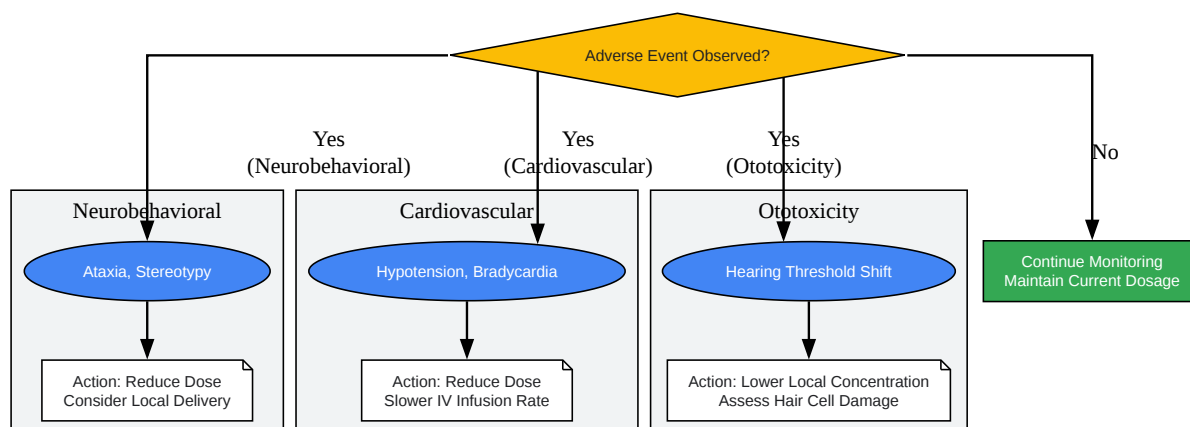 Adverse Event Observed?
Yes
(Neurobehavioral)
Yes
(Cardiovascular)
Yes
(Ototoxicity)
No
Neurobehavioral
Cardiovascular
Ototoxicity
Ataxia, Stereotypy
Hypotension, Bradycardia
Hearing Threshold Shift
Continue Monitoring
Maintain Current Dosage
Action: Reduce Dose
Consider Local Delivery
Action: Reduce Dose
Slower IV Infusion Rate
Action: Lower Local Concentration
Assess Hair Cell Damage